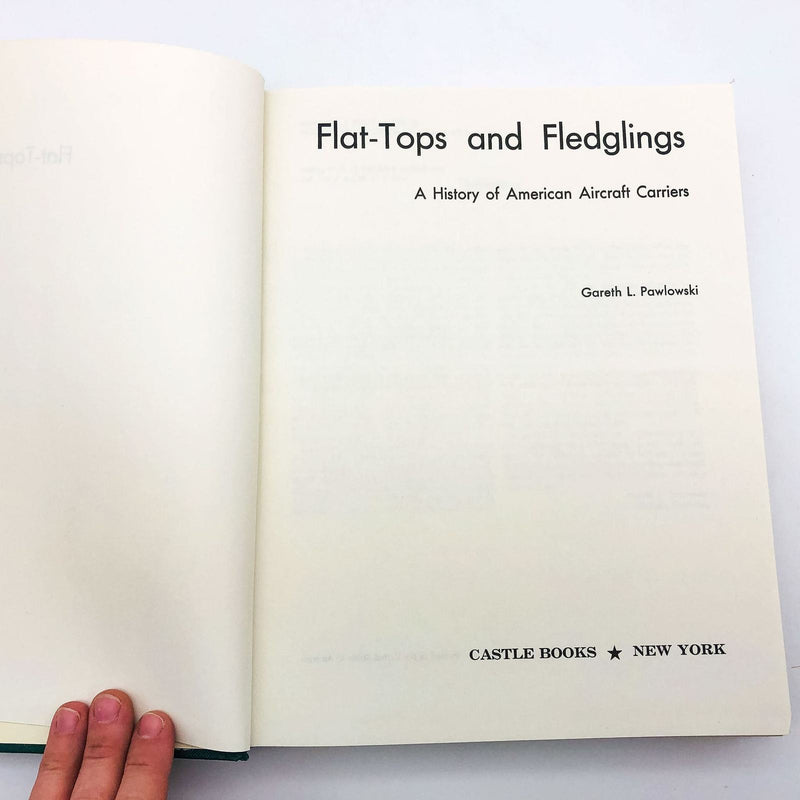 Flat-Tops and Fledglings
A History of American Aircraft Carriers
Gareth L. Pawlowski
CASTLE BOOKS ★ NEW YORK